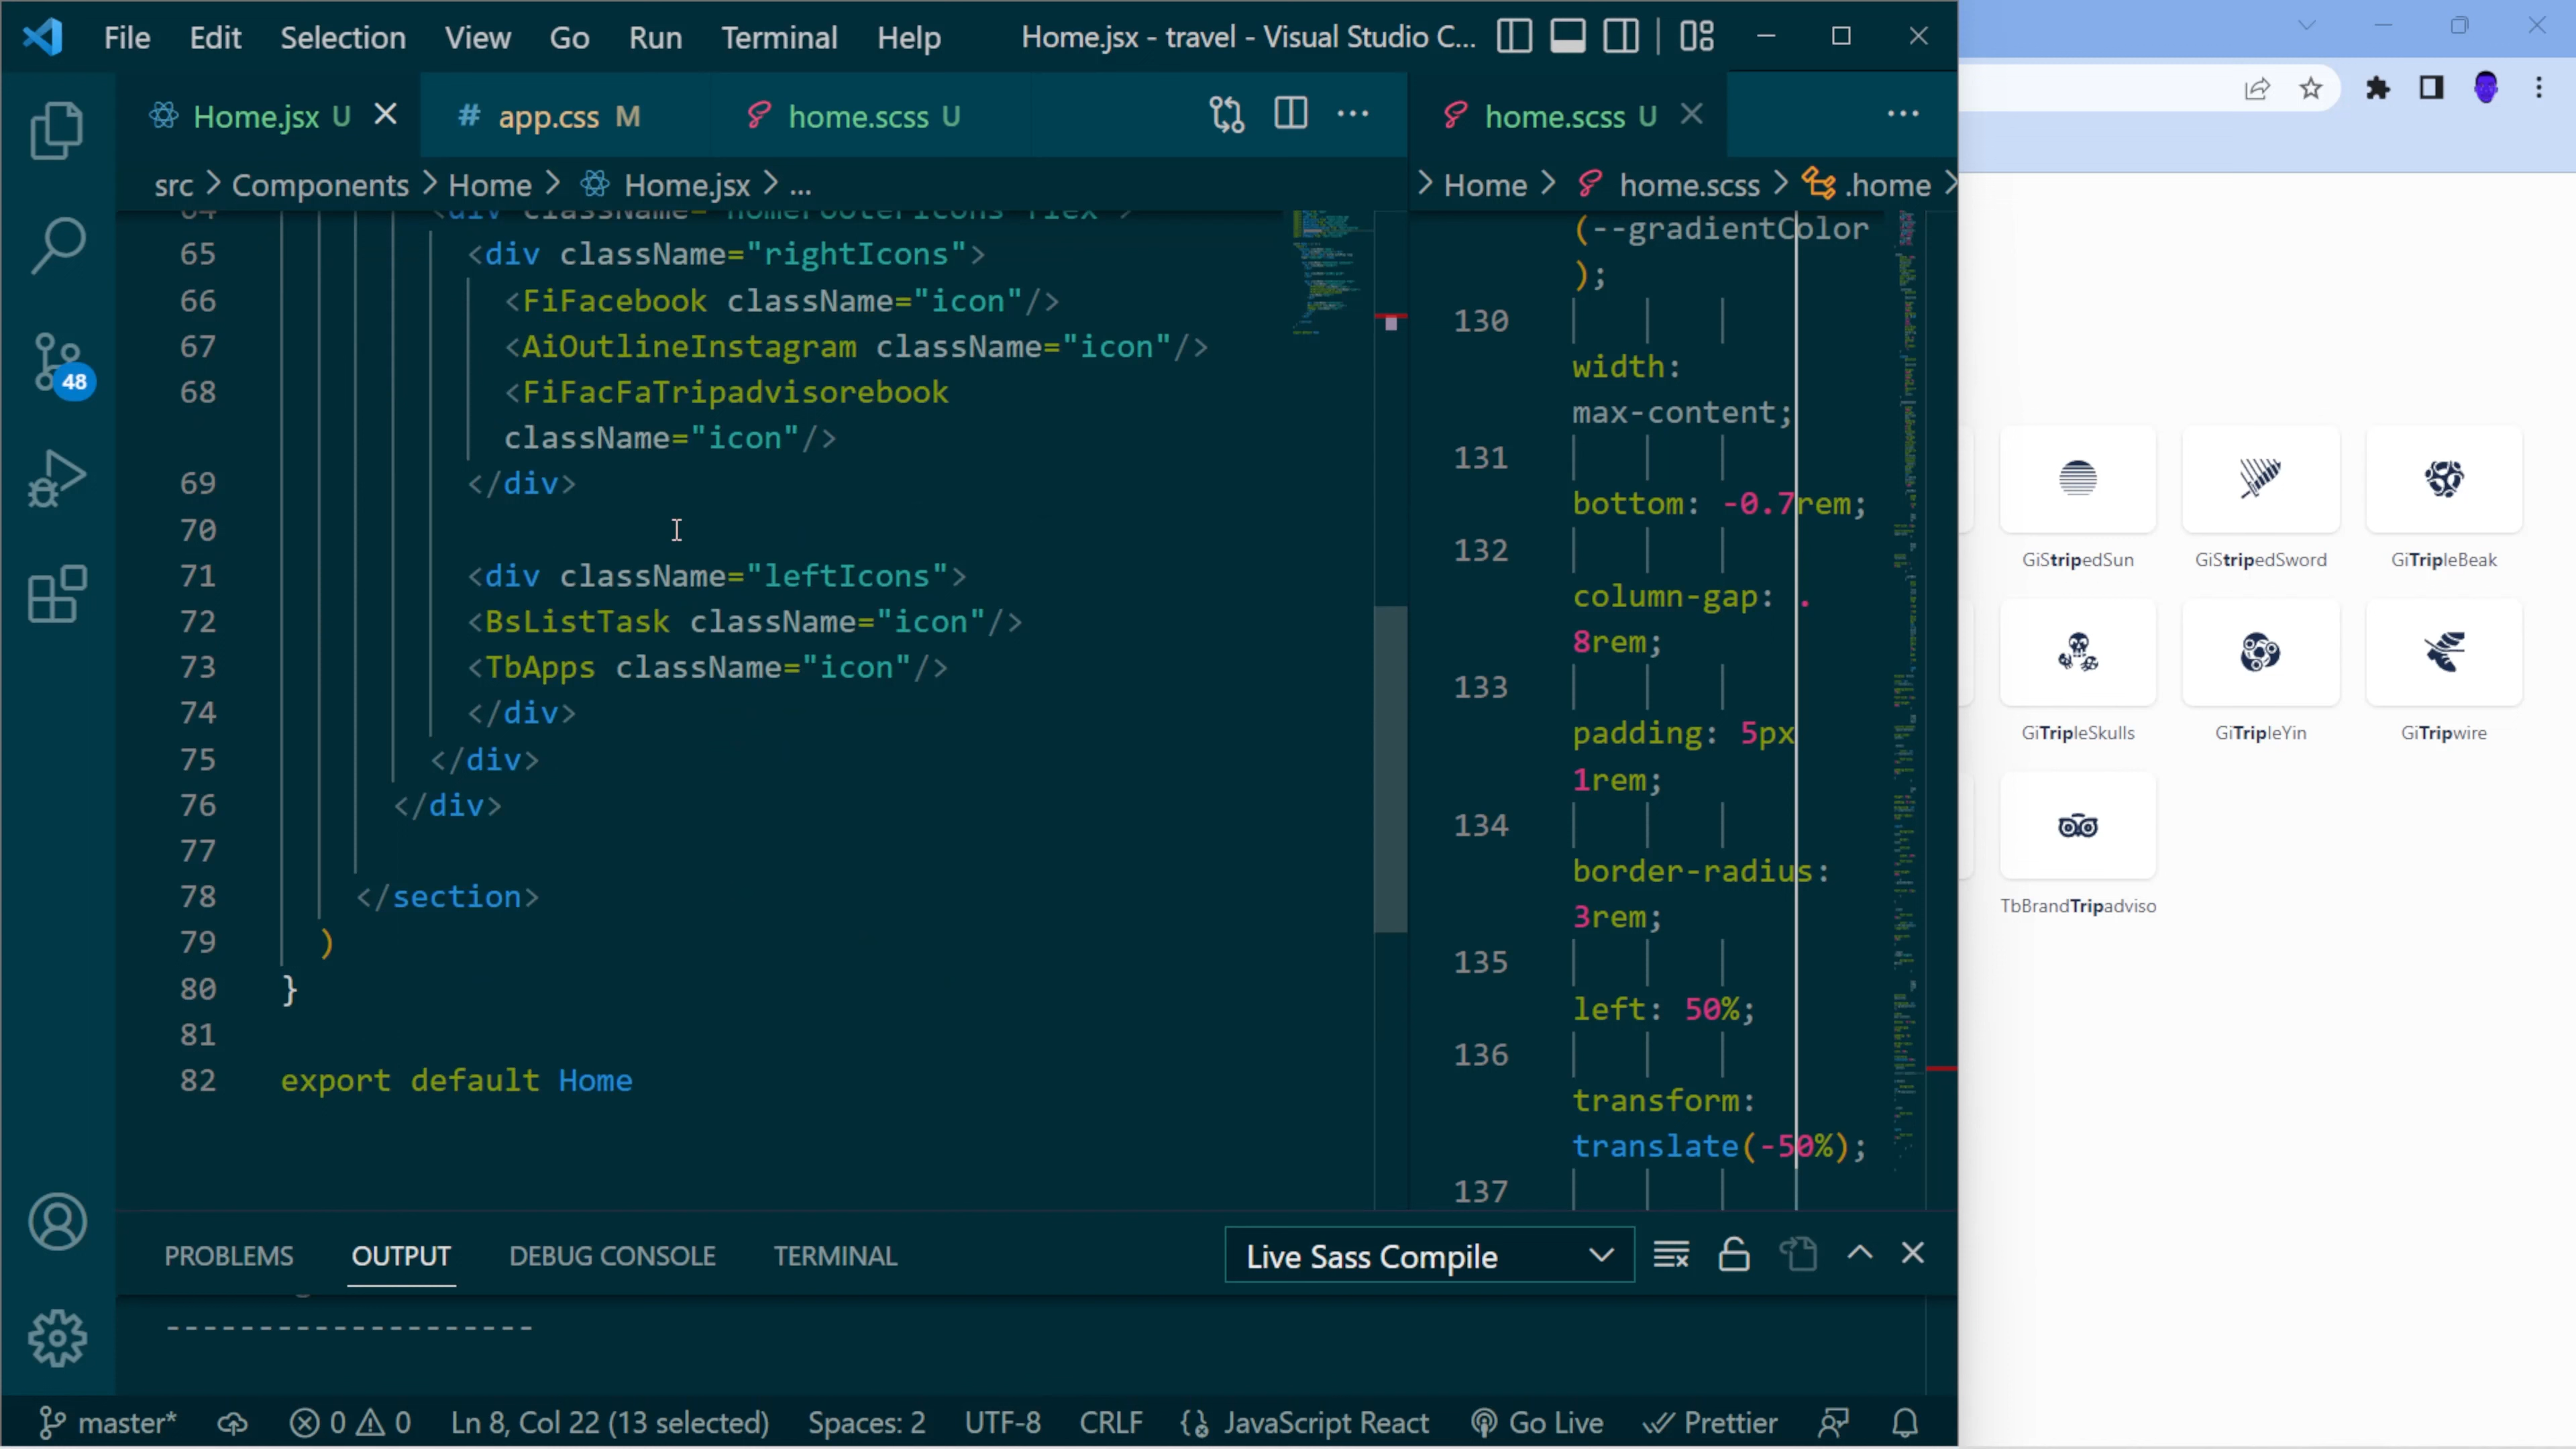 File Edit Selection View Go Run Terminal Help Home.jsx - travel - Visual Studio C...
Home.jsx U # app.css M home.scss U
src > Components > Home > Home.jsx > ...
64 <div className="homeFooterIcons flex">
65 <div className="rightIcons">
66 <FiFacebook className="icon"/>
67 <AiOutlineInstagram className="icon"/>
68 <FiFacFaTripadvisorebook
className="icon"/>
69 </div>
70
71 <div className="leftIcons">
72 <BsListTask className="icon"/>
73 <TbApps className="icon"/>
74 </div>
75 </div>
76 </div>
77
78 </section>
79 )
80 }
81
82 export default Home
home.scss U
> Home > home.scss > .home >
(--gradientColor
);
130
width:
max-content;
131
bottom: -0.7rem;
132
column-gap: .
8rem;
133
padding: 5px
1rem;
134
border-radius:
3rem;
135
left: 50%;
136
transform:
translate(-50%);
137
PROBLEMS OUTPUT DEBUG CONSOLE TERMINAL Live Sass Compile
--------------------
48
master* 0 0 Ln 8, Col 22 (13 selected) Spaces: 2 UTF-8 CRLF JavaScript React Go Live Prettier
GiStripedSun GiStripedSword GiTripleBeak
GiTripleSkulls GiTripleYin GiTripwire
TbBrandTripadviso